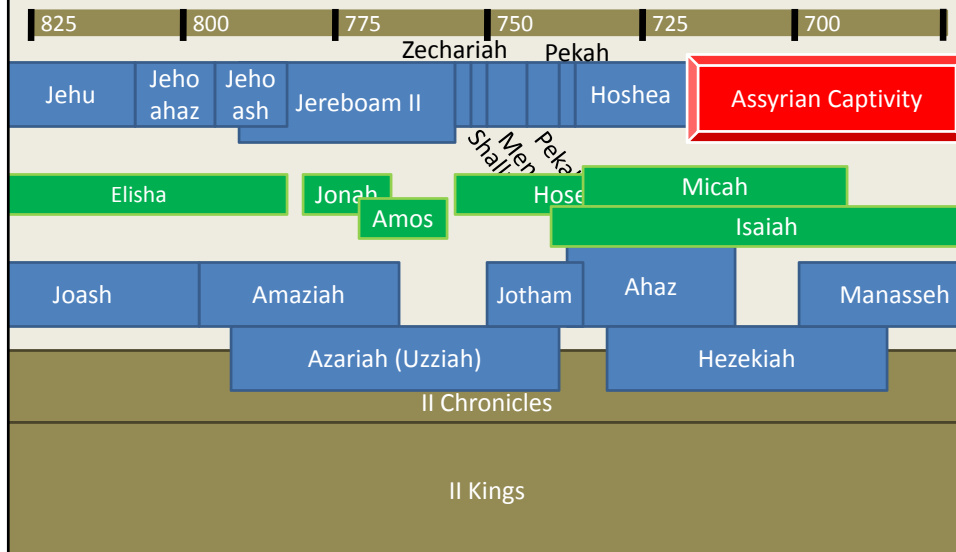 825 800 775 750 725 700
Zechariah Pekah
Jehu
Jeho
ahaz
Jeho
ash
Jereboam II
Hoshea
Assyrian Captivity
Elisha
Jonah
Amos
Micah
Isaiah
Joash
Amaziah
Jotham
Ahaz
Manasseh
Azariah (Uzziah)
Hezekiah
II Chronicles
II Kings